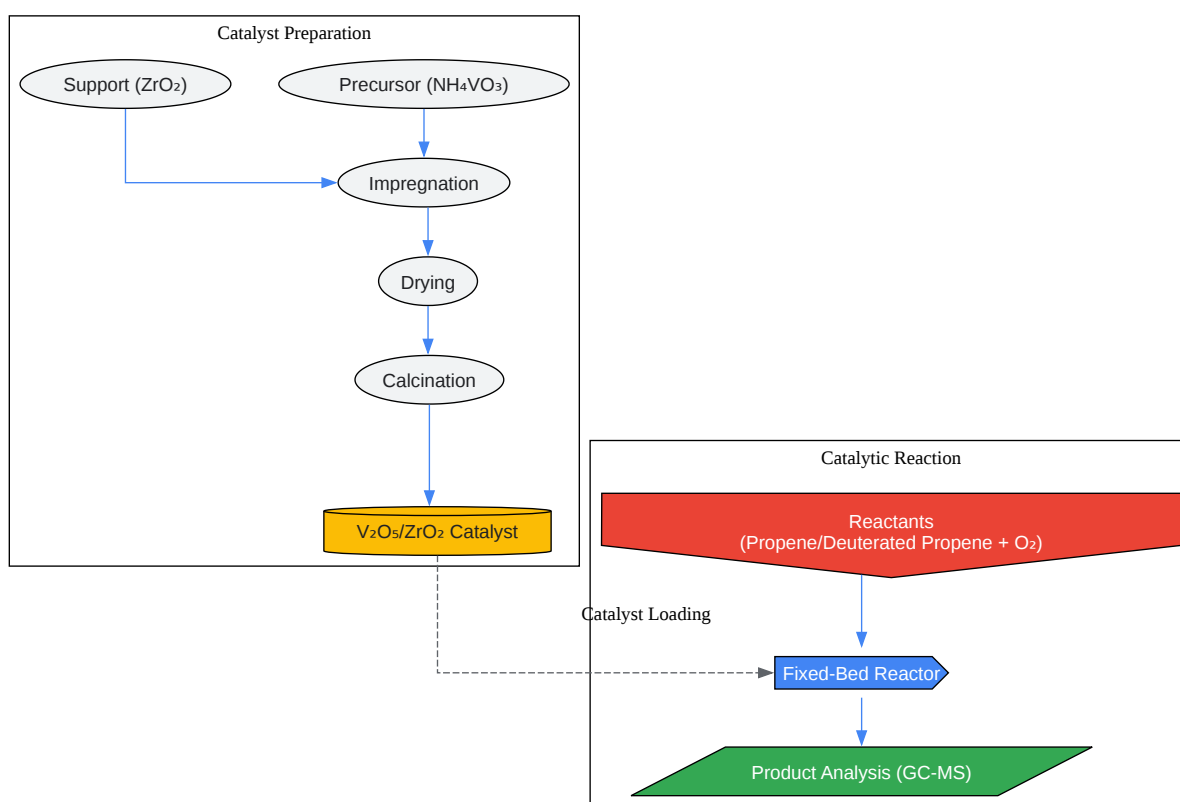 Catalyst Preparation
Support (ZrO₂)
Precursor (NH₄VO₃)
Impregnation
Drying
Calcination
V₂O₅/ZrO₂ Catalyst
Catalytic Reaction
Reactants
(Propene/Deuterated Propene + O₂)
Catalyst Loading
Fixed-Bed Reactor
Product Analysis (GC-MS)